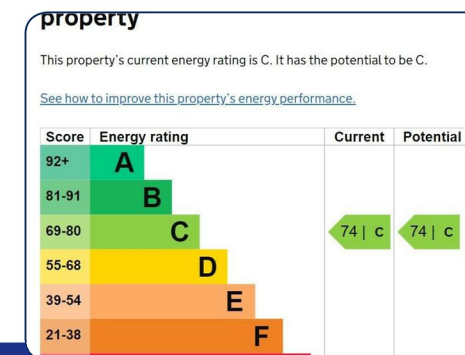 property
This property's current energy rating is C. It has the potential to be C.
See how to improve this property's energy performance.
Score Energy rating Current Potential
92+ A
81-91 B
69-80 C 74 | C 74 | C
55-68 D
39-54 E
21-38 F